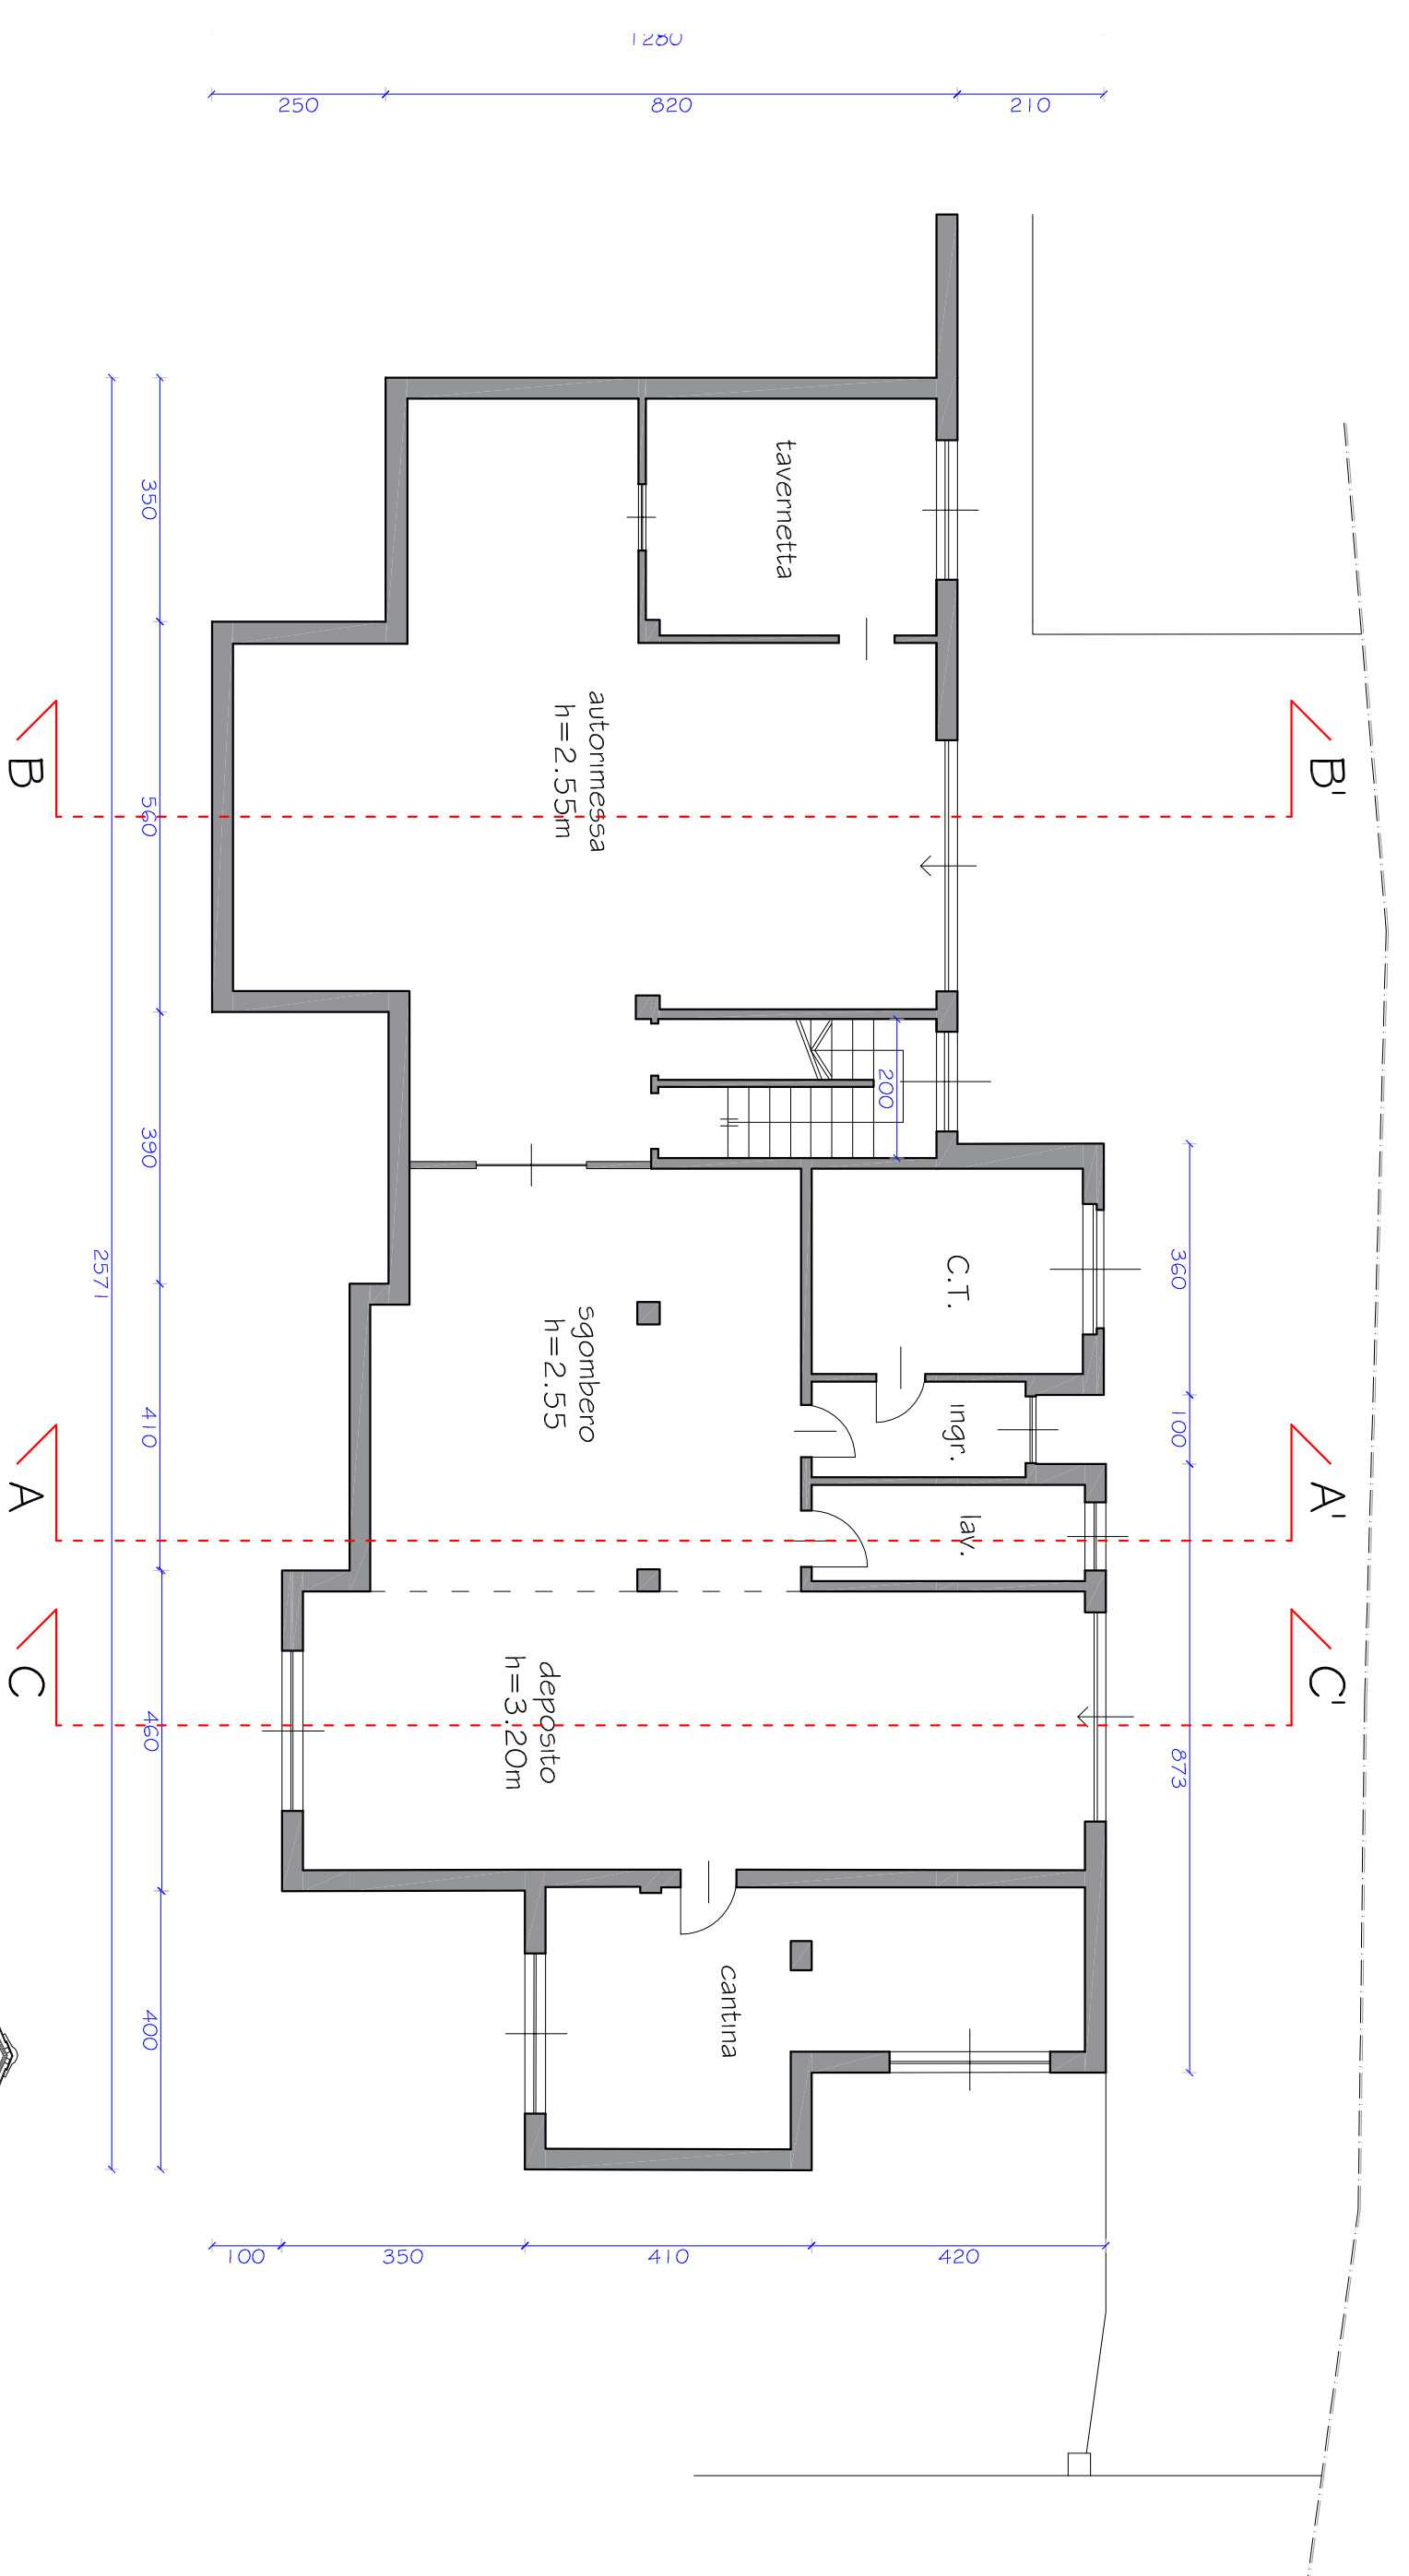 1280
250
820
210
tavernetta
350
B
B'
autorimessa
h=2.55m
560
200
390
2571
C.T.
360
sgombero
h=2.55
ingr.
100
410
A
A'
lav.
C
C'
deposito
h=3.20m
460
873
cantina
400
100
350
410
420